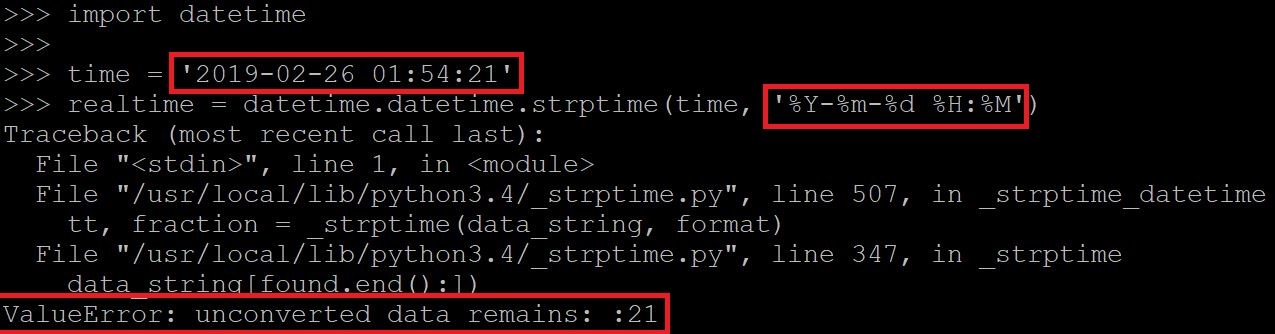 >>> import datetime
>>>
>>> time = '2019-02-26 01:54:21'
>>> realtime = datetime.datetime.strptime(time, '%Y-%m-%d %H:%M')
Traceback (most recent call last):
  File "<stdin>", line 1, in <module>
  File "/usr/local/lib/python3.4/_strptime.py", line 507, in _strptime_datetime
    tt, fraction = _strptime(data_string, format)
  File "/usr/local/lib/python3.4/_strptime.py", line 347, in _strptime
    data_string[found.end():])
ValueError: unconverted data remains: :21